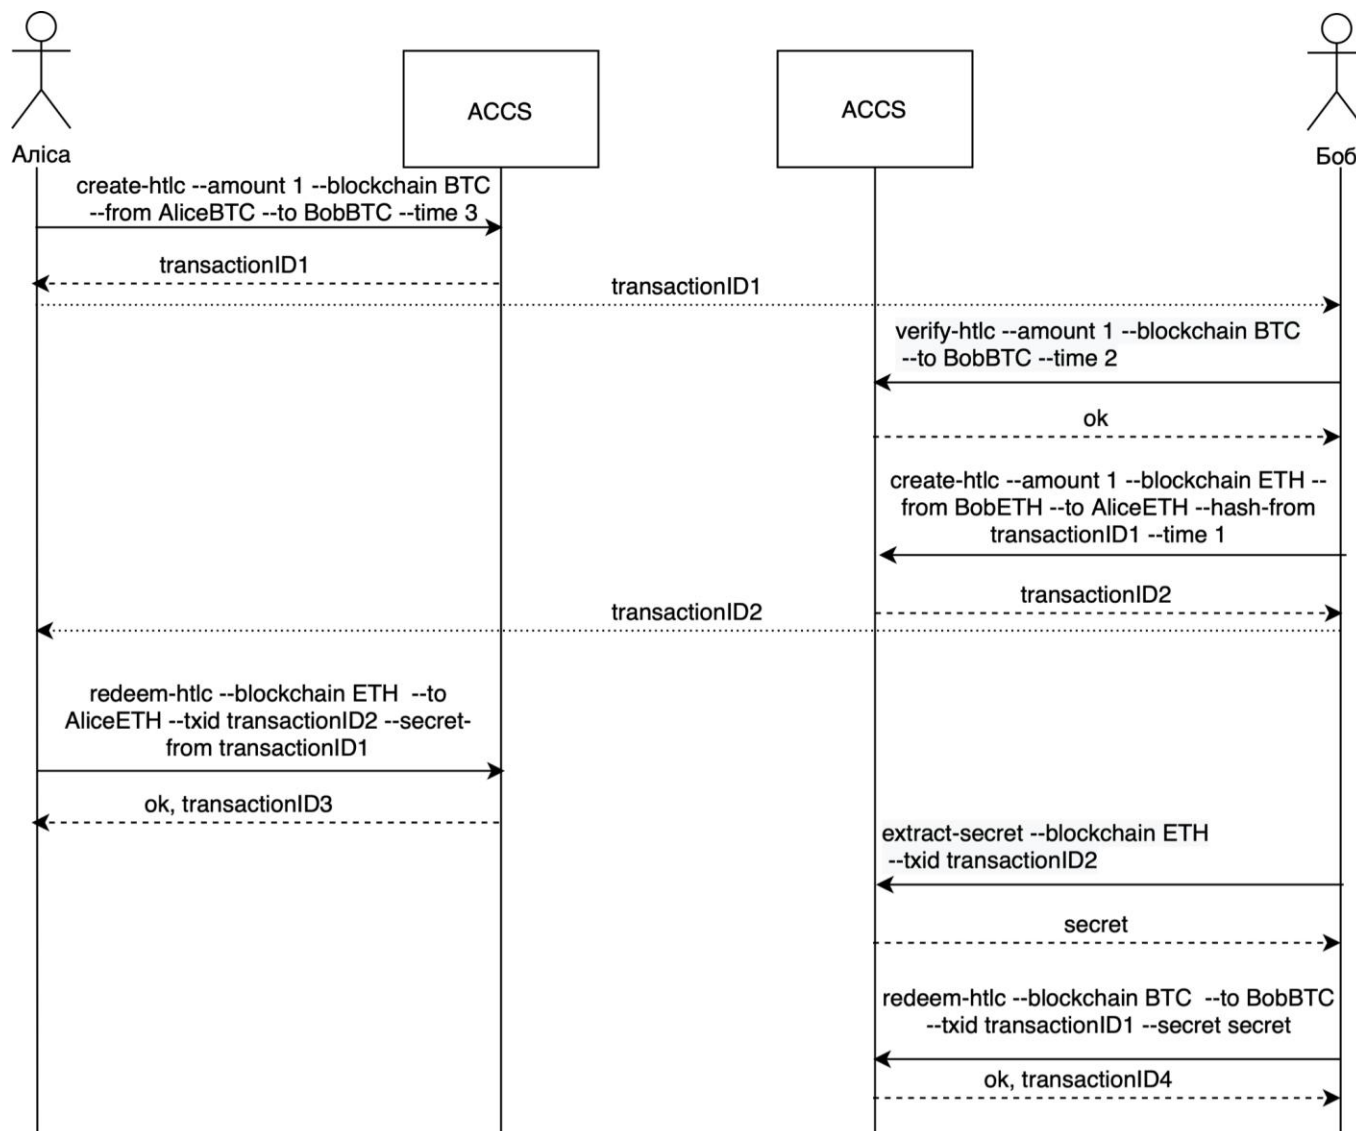 Аліса
ACCS
ACCS
Боб
create-htlc --amount 1 --blockchain BTC
--from AliceBTC --to BobBTC --time 3
transactionID1
transactionID1
verify-htlc --amount 1 --blockchain BTC
--to BobBTC --time 2
ok
create-htlc --amount 1 --blockchain ETH --
from BobETH --to AliceETH --hash-from
transactionID1 --time 1
transactionID2
transactionID2
redeem-htlc --blockchain ETH --to
AliceETH --txid transactionID2 --secret-
from transactionID1
ok, transactionID3
extract-secret --blockchain ETH
--txid transactionID2
secret
redeem-htlc --blockchain BTC --to BobBTC
--txid transactionID1 --secret secret
ok, transactionID4